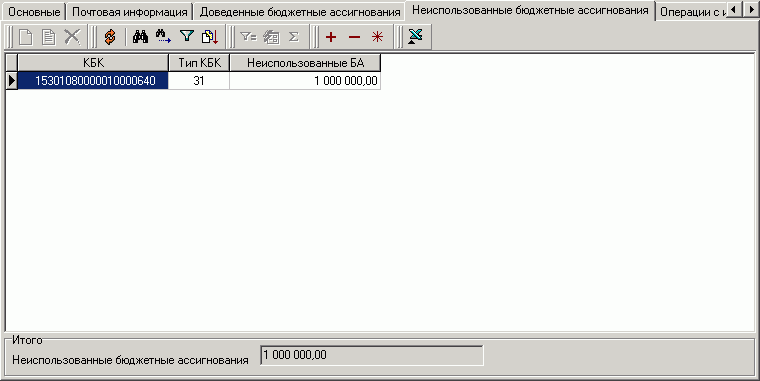 Основные Почтовая информация Доведенные бюджетные ассигнования Неиспользованные бюджетные ассигнования Операции с и
КБК Тип КБК Неиспользованные БА
15301080000010000640 31 1 000 000,00
Итого
Неиспользованные бюджетные ассигнования 1 000 000,00